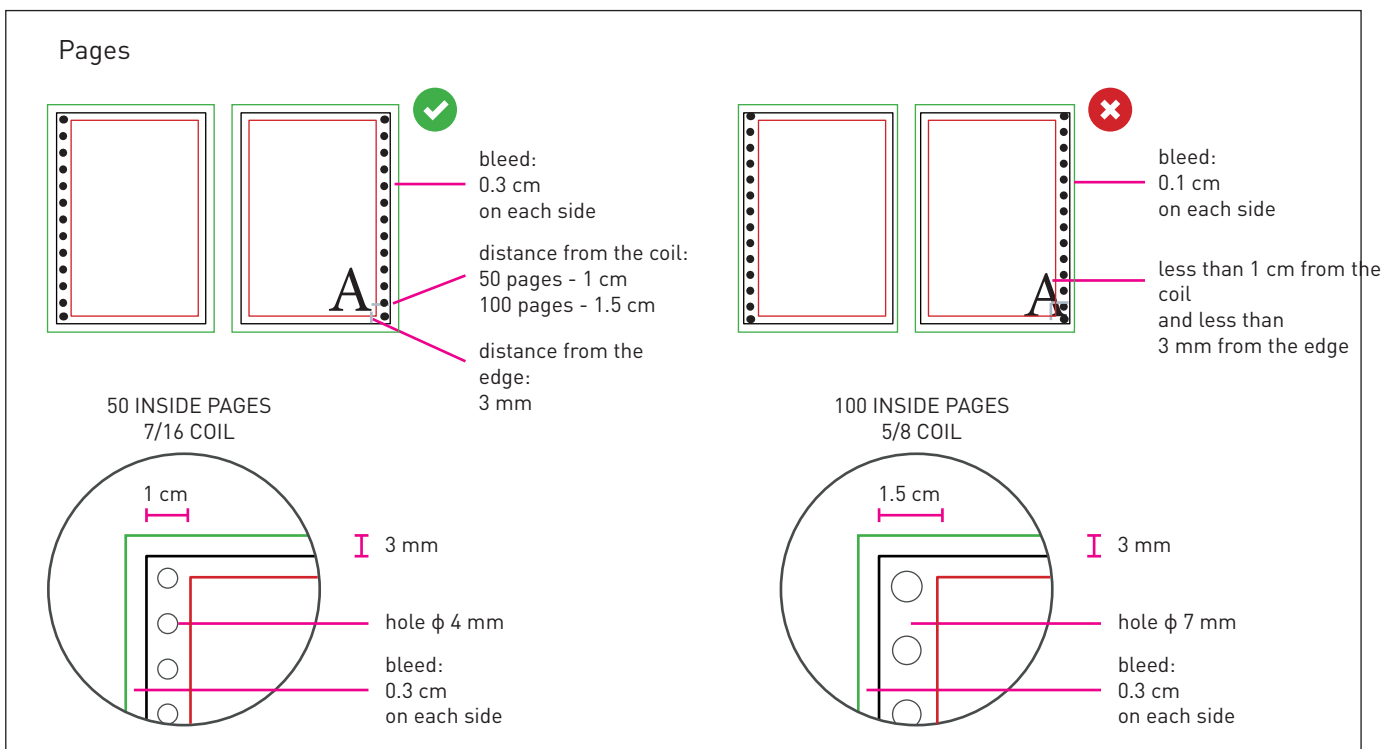 Pages
bleed:
0.3 cm
on each side
distance from the coil:
50 pages - 1 cm
100 pages - 1.5 cm
distance from the
edge:
3 mm
A
bleed:
0.1 cm
on each side
less than 1 cm from the
coil
and less than
3 mm from the edge
A
50 INSIDE PAGES
7/16 COIL
1 cm
3 mm
hole ϕ 4 mm
bleed:
0.3 cm
on each side
100 INSIDE PAGES
5/8 COIL
1.5 cm
3 mm
hole ϕ 7 mm
bleed:
0.3 cm
on each side